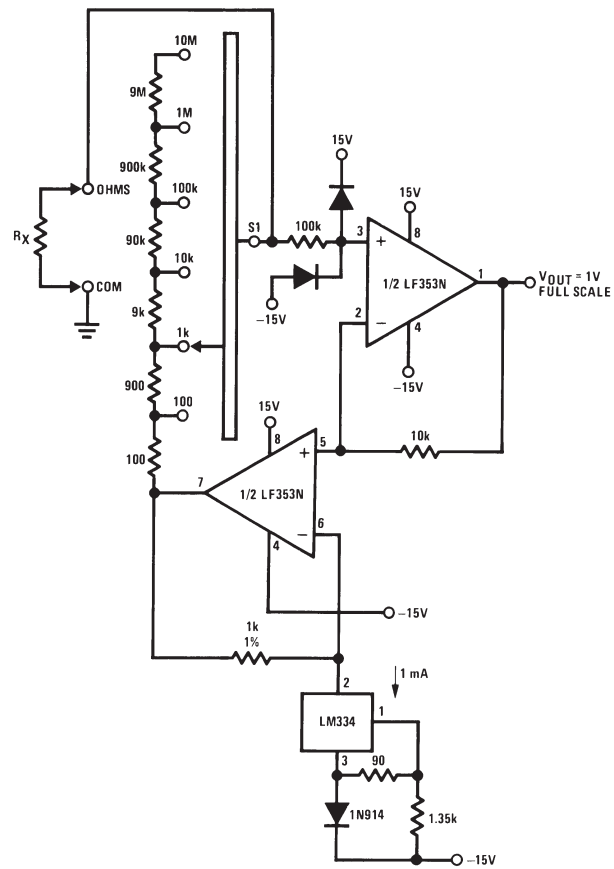 10M
9M
1M
900k
100k
OHMS
90k
RX
10k
COM
9k
1k
900
100
100
S1
100k
15V
-15V
3
+
15V
8
1/2 LF353N
1
VOUT = 1V
FULL SCALE
2
-
4
-15V
10k
15V
8
5
+
7
1/2 LF353N
6
-
4
-15V
1k
1%
1 mA
2
LM334
1
3
90
1N914
1.35k
-15V